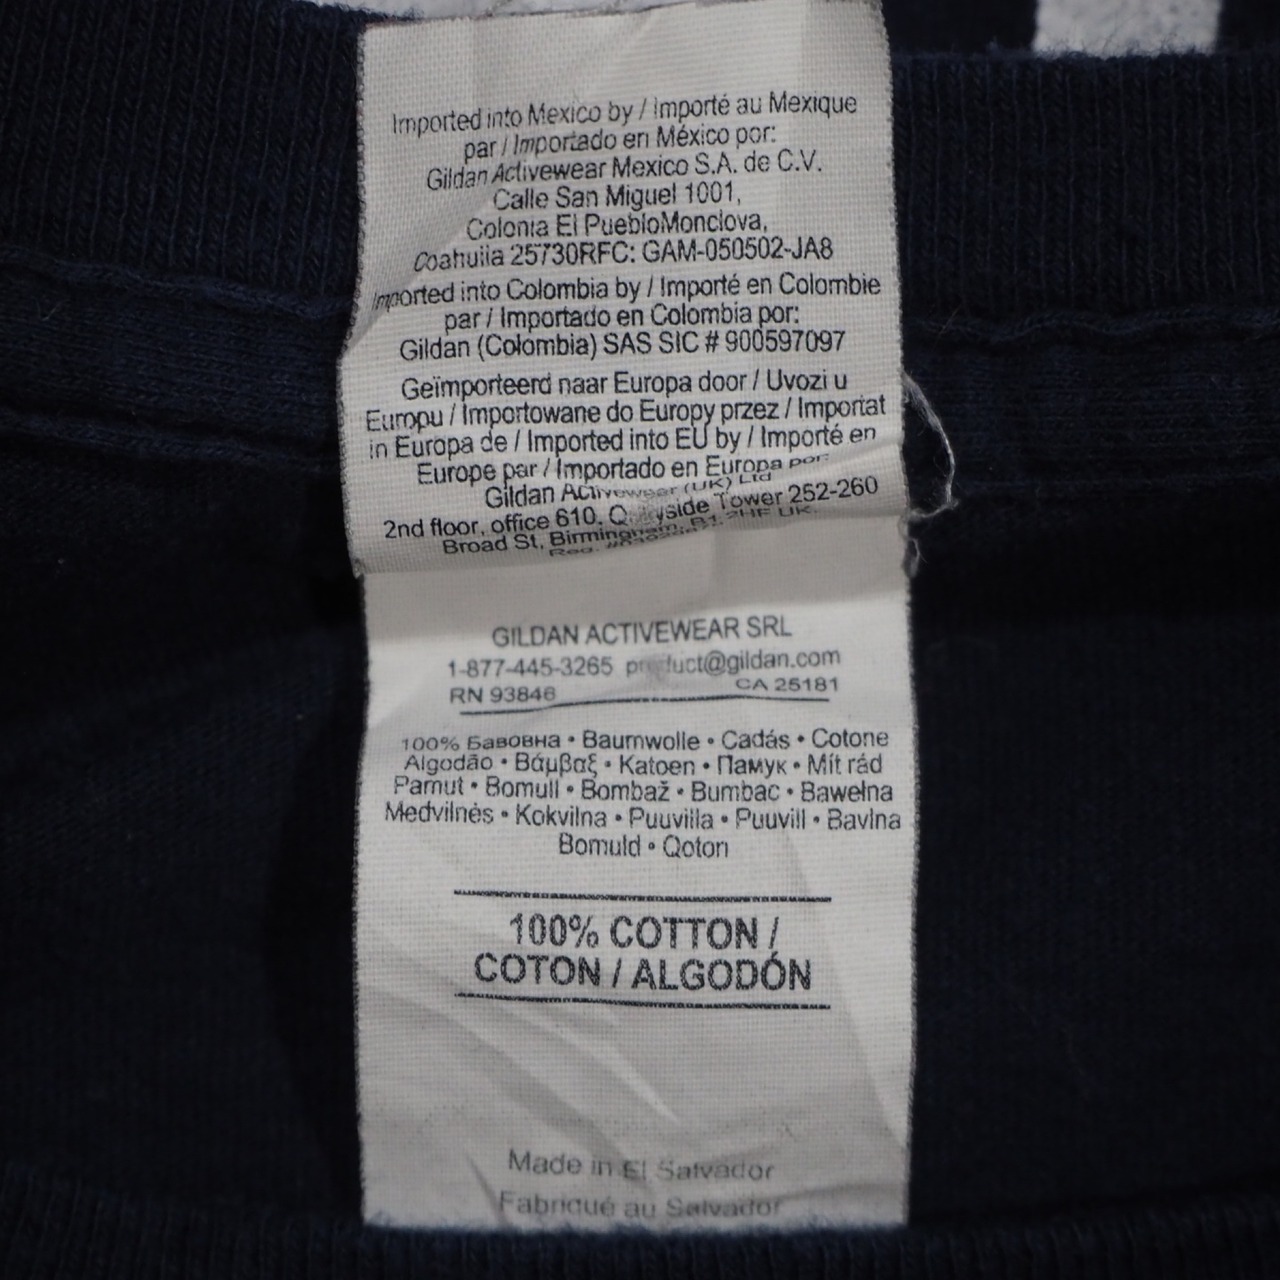 Imported into Mexico by / Importé au Mexique
par / Importado en México por:
Gildan Activewear Mexico S.A. de C.V.
Calle San Miguel 1001,
Colonia El PuebloMonclova,
Coahuila 25730RFC: GAM-050502-JA8
Imported into Colombia by / Importé en Colombie
par / Importado en Colombia por:
Gildan (Colombia) SAS SIC # 900597097
Geïmporteerd naar Europa door / Uvozi u
Europu / Importowane do Europy przez / Importat
in Europa de / Imported into EU by / Importé en
Europe par / Importado en Europa por:
Gildan Activewear (UK) Ltd
2nd floor, office 610, Quayside Tower 252-260
Broad St, Birmingham, B1 2HF UK.
Reg.
GILDAN ACTIVEWEAR SRL
1-877-445-3265 product@gildan.com
RN 93846 CA 25181
100% Бавовна • Baumwolle • Cadás • Cotone
Algodão • Βάμβαξ • Katoen • Памук • Mít rád
Pamut • Bomull • Bombaž • Bumbac • Bawełna
Medvilnės • Kokvilna • Puuvilla • Puuvill • Bavlna
Bomuld • Qoton
100% COTTON /
COTON / ALGODÓN
Made in El Salvador
Fabriqué au Salvador